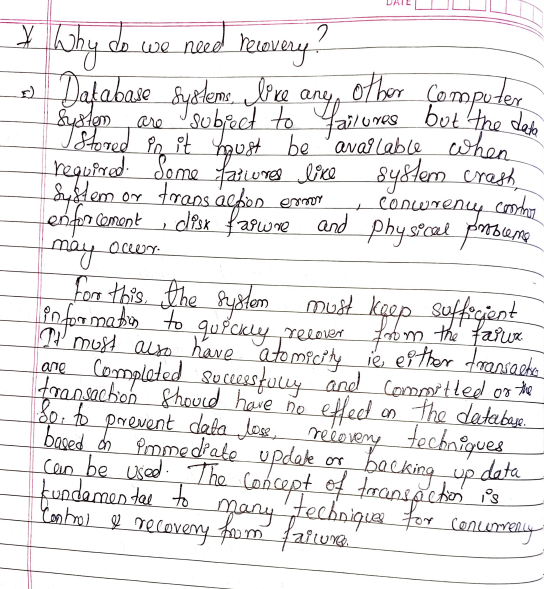 DATE
* Why do we need recovery?
⇒) Database systems, like any other computer
system are subject to failures but the data
stored in it must be available when
required. Some failures like system crash,
system or transaction error, concurrency control
enforcement, disk failure and physical problems
may occur.
For this, the system must keep sufficient
information to quickly recover from the failure
It must also have atomicity ie, either transaction
are completed successfully and committed or the
transaction should have no effect on the database.
So, to prevent data lose, recovery techniques
based on immediate update or backing up data
can be used. The concept of transaction is
fundamental to many techniques for concurrency
control & recovery from failure.